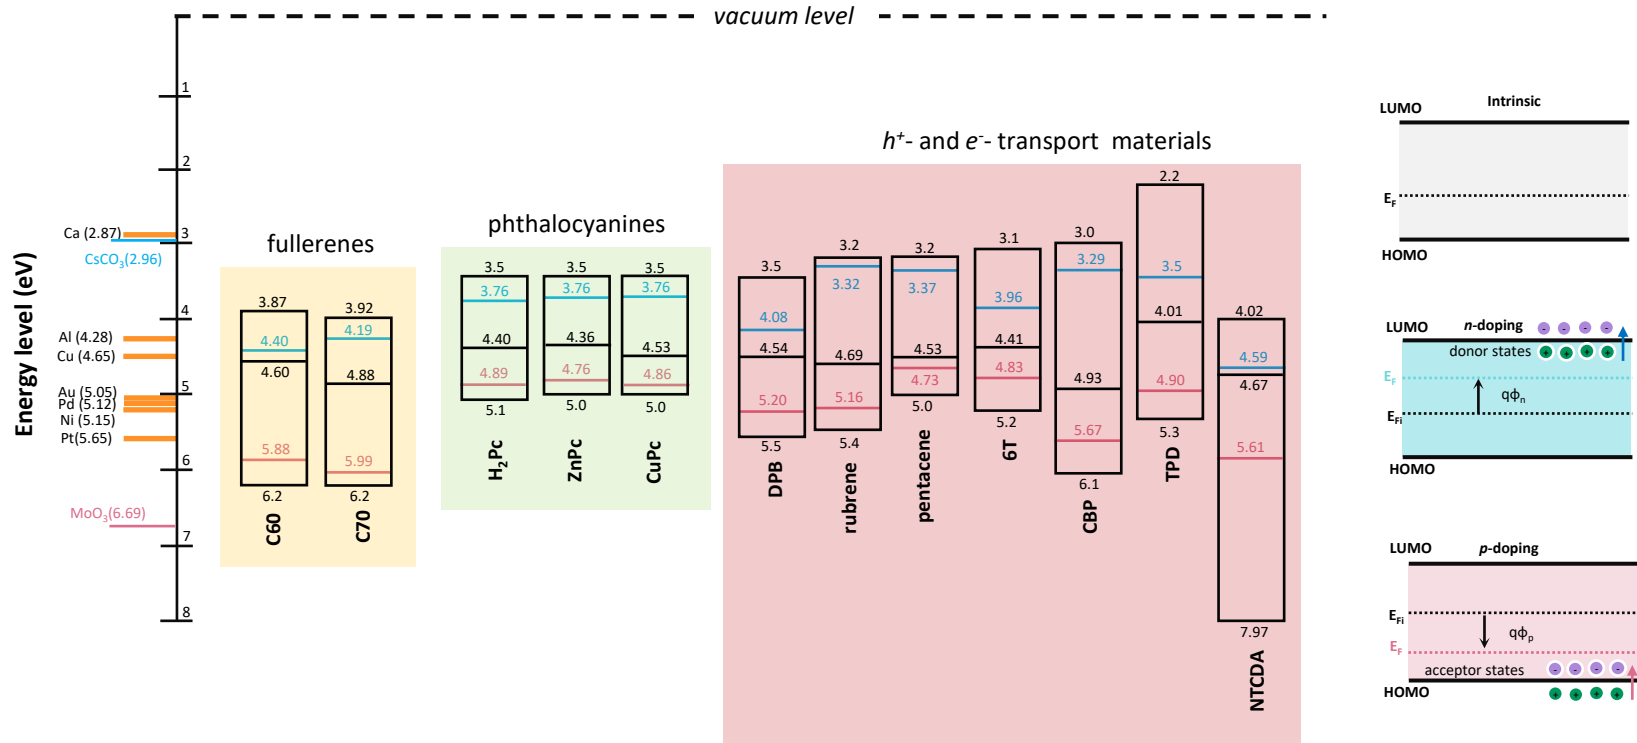 vacuum level
Energy level (eV)
1
2
3
4
5
6
7
8
Ca (2.87)
CsCO3(2.96)
Al (4.28)
Cu (4.65)
Au (5.05)
Pd (5.12)
Ni (5.15)
Pt(5.65)
MoO3(6.69)
fullerenes
3.87
4.40
4.60
5.88
6.2
C60
3.92
4.19
4.88
5.99
6.2
C70
phthalocyanines
3.5
3.76
4.40
4.89
5.1
H2Pc
3.5
3.76
4.36
4.76
5.0
ZnPc
3.5
3.76
4.53
4.86
5.0
CuPc
h+- and e-- transport materials
3.5
4.08
4.54
5.20
5.5
DPB
3.2
3.32
4.69
5.16
5.4
rubrene
3.2
3.37
4.53
4.73
5.0
pentacene
3.1
3.96
4.41
4.83
5.2
6T
3.0
3.29
4.93
5.67
6.1
CBP
2.2
3.5
4.01
4.90
5.3
TPD
4.02
4.59
4.67
5.61
7.97
NTCDA
LUMO
Intrinsic
EF
HOMO
LUMO
n-doping
- - - -
donor states
+ + + +
EF
qϕn
EFi
HOMO
LUMO
p-doping
EFi
qϕp
EF
acceptor states
- - - -
HOMO
+ + + +